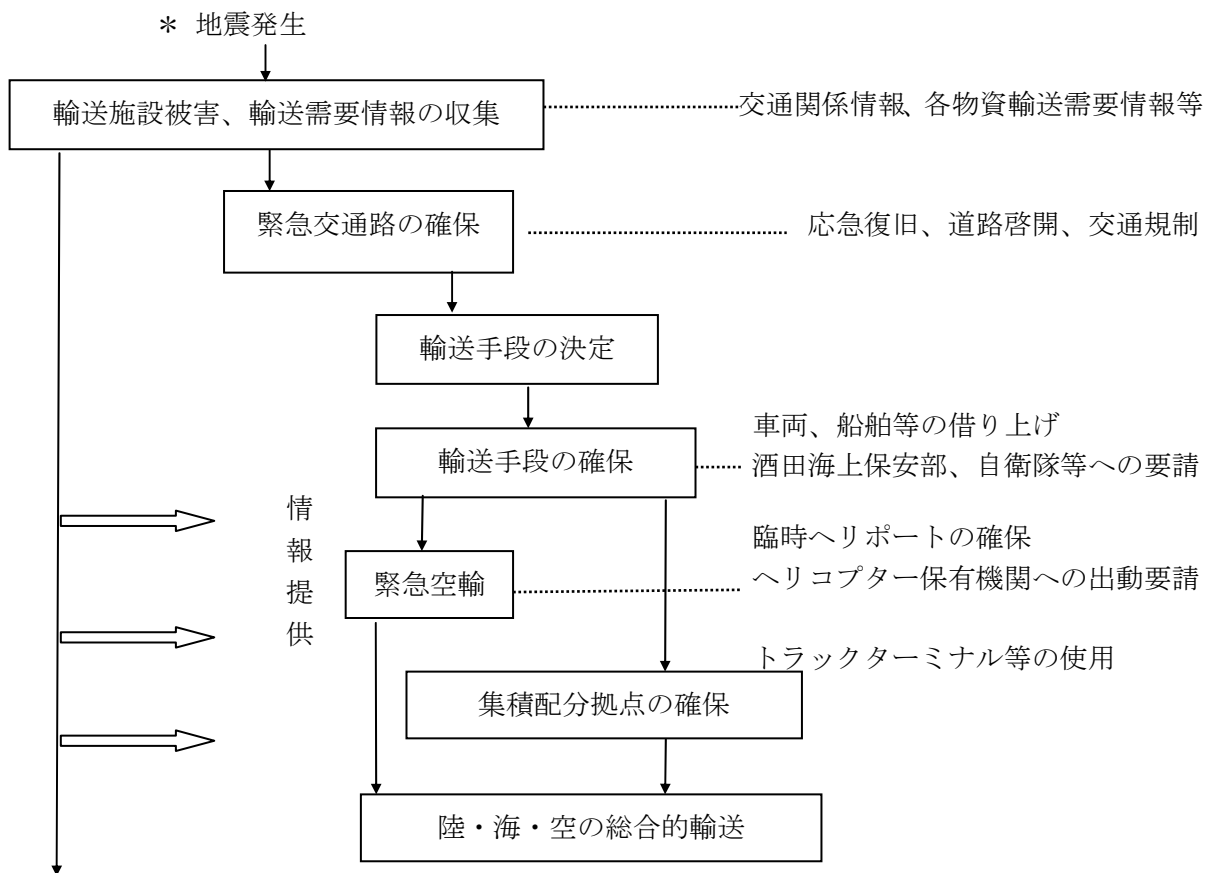 ＊ 地震発生
輸送施設被害、輸送需要情報の収集
交通関係情報、各物資輸送需要情報等
緊急交通路の確保
応急復旧、道路啓開、交通規制
輸送手段の決定
車両、船舶等の借り上げ
輸送手段の確保
酒田海上保安部、自衛隊等への要請
情報提供
臨時ヘリポートの確保
緊急空輸
ヘリコプター保有機関への出動要請
トラックターミナル等の使用
集積配分拠点の確保
陸・海・空の総合的輸送